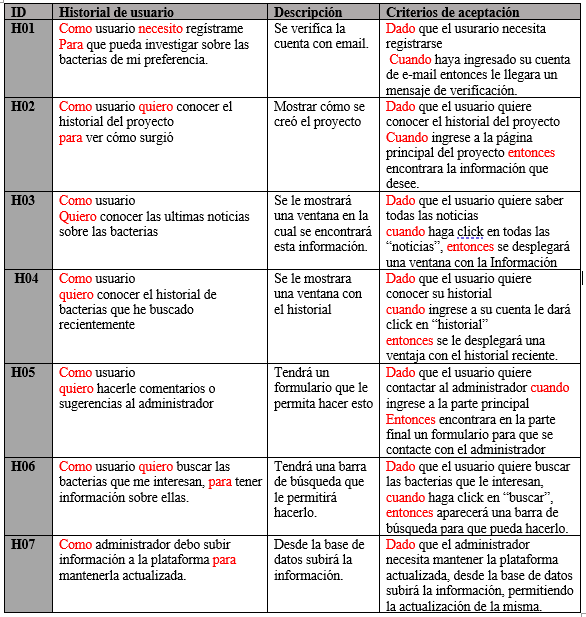 ID Historial de usuario Descripción Criterios de aceptación
H01
Como usuario necesito regístrame
Para que pueda investigar sobre las
bacterias de mi preferencia.
Se verifica la
cuenta con email.
Dado que el usurario necesita
registrarse
Cuando haya ingresado su cuenta
de e-mail entonces le llegara un
mensaje de verificación.
H02
Como usuario quiero conocer el
historial del proyecto
para ver cómo surgió
Mostrar cómo se
creó el proyecto
Dado que el usuario quiere
conocer el historial del proyecto
Cuando ingrese a la página
principal del proyecto entonces
encontrara la información que
desee.
H03
Como usuario
Quiero conocer las ultimas noticias
sobre las bacterias
Se le mostrará
una ventana en la
cual se encontrará
esta información.
Dado que el usuario quiere saber
todas las noticias
cuando haga click en todas las
“noticias”, entonces se desplegará
una ventana con la Información
H04
Como usuario
quiero conocer el historial de
bacterias que he buscado
recientemente
Se le mostrara
una ventana con
el historial
Dado que el usuario quiere
conocer su historial
cuando ingrese a su cuenta le dará
click en “historial”
entonces se le desplegará una
ventaja con el historial reciente.
H05
Como usuario
quiero hacerle comentarios o
sugerencias al administrador
Tendrá un
formulario que le
permita hacer esto
Dado que el usuario quiere
contactar al administrador cuando
ingrese a la parte principal
Entonces encontrara en la parte
final un formulario para que se
contacte con el administrador
H06
Como usuario quiero buscar las
bacterias que me interesan, para tener
información sobre ellas.
Tendrá una barra
de búsqueda que
le permitirá
hacerlo.
Dado que el usuario quiere buscar
las bacterias que le interesan,
cuando haga click en “buscar”,
entonces aparecerá una barra de
búsqueda para que pueda hacerlo.
H07
Como administrador debo subir
información a la plataforma para
mantenerla actualizada.
Desde la base de
datos subirá la
información.
Dado que el administrador
necesita mantener la plataforma
actualizada, desde la base de datos
subirá la información, permitiendo
la actualización de la misma.